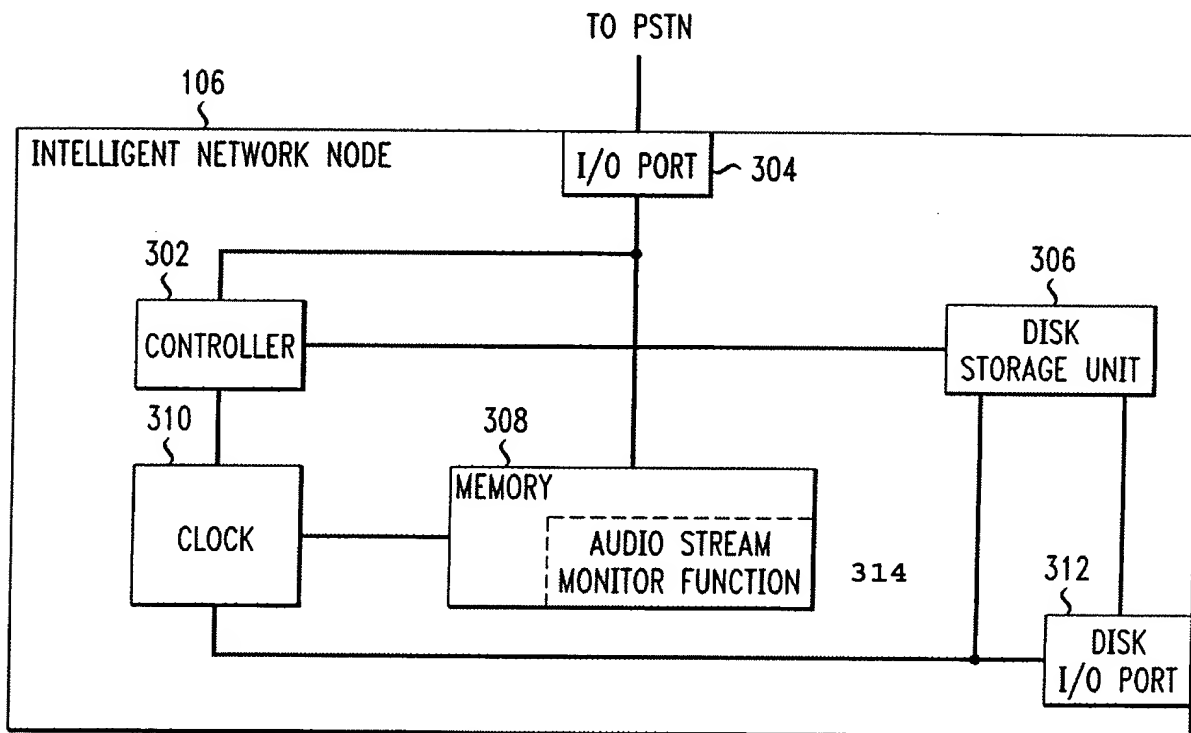 TO PSTN
106
INTELLIGENT NETWORK NODE
I/O PORT
304
302
CONTROLLER
306
DISK
STORAGE UNIT
310
CLOCK
308
MEMORY
AUDIO STREAM
MONITOR FUNCTION
314
312
DISK
I/O PORT